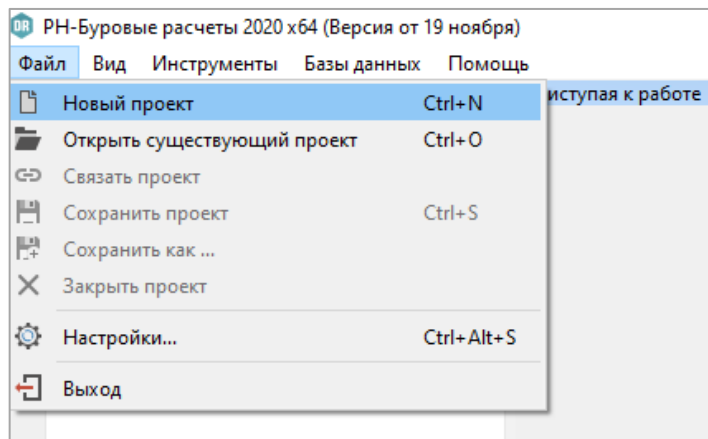 DR РН-Буровые расчеты 2020 x64 (Версия от 19 ноября)
Файл Вид Инструменты Базы данных Помощь
Новый проект Ctrl+N
иступая к работе
Открыть существующий проект Ctrl+O
Связать проект
Сохранить проект Ctrl+S
Сохранить как ...
Закрыть проект
Настройки... Ctrl+Alt+S
Выход